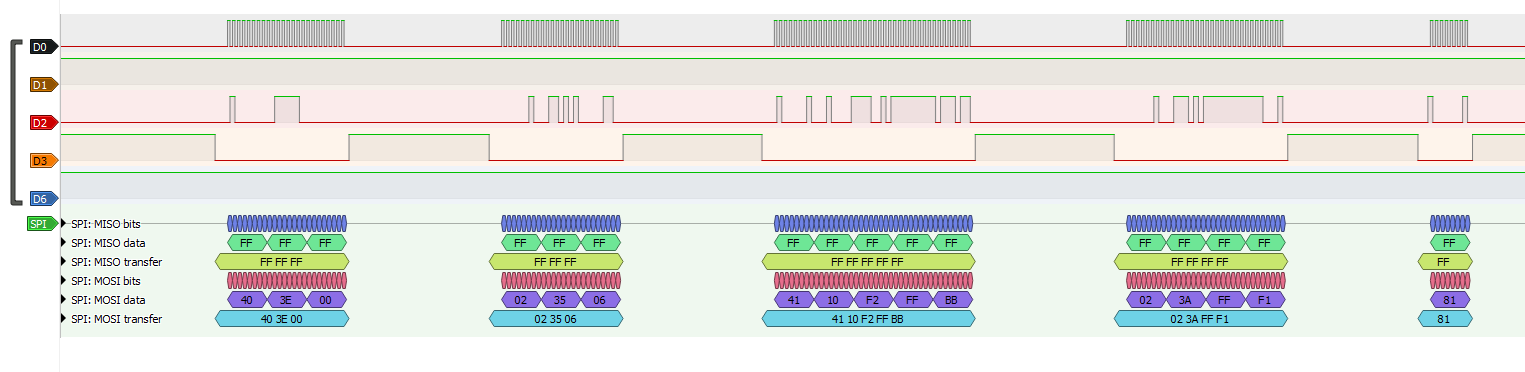 D0
D1
D2
D3
D6
SPI
SPI: MISO bits
SPI: MISO data FF FF FF FF FF FF FF FF FF FF FF FF FF FF FF FF
SPI: MISO transfer FF FF FF FF FF FF FF FF FF FF FF FF FF FF FF FF
SPI: MOSI bits
SPI: MOSI data 40 3E 00 02 35 06 41 10 F2 FF BB 02 3A FF F1 81
SPI: MOSI transfer 40 3E 00 02 35 06 41 10 F2 FF BB 02 3A FF F1 81